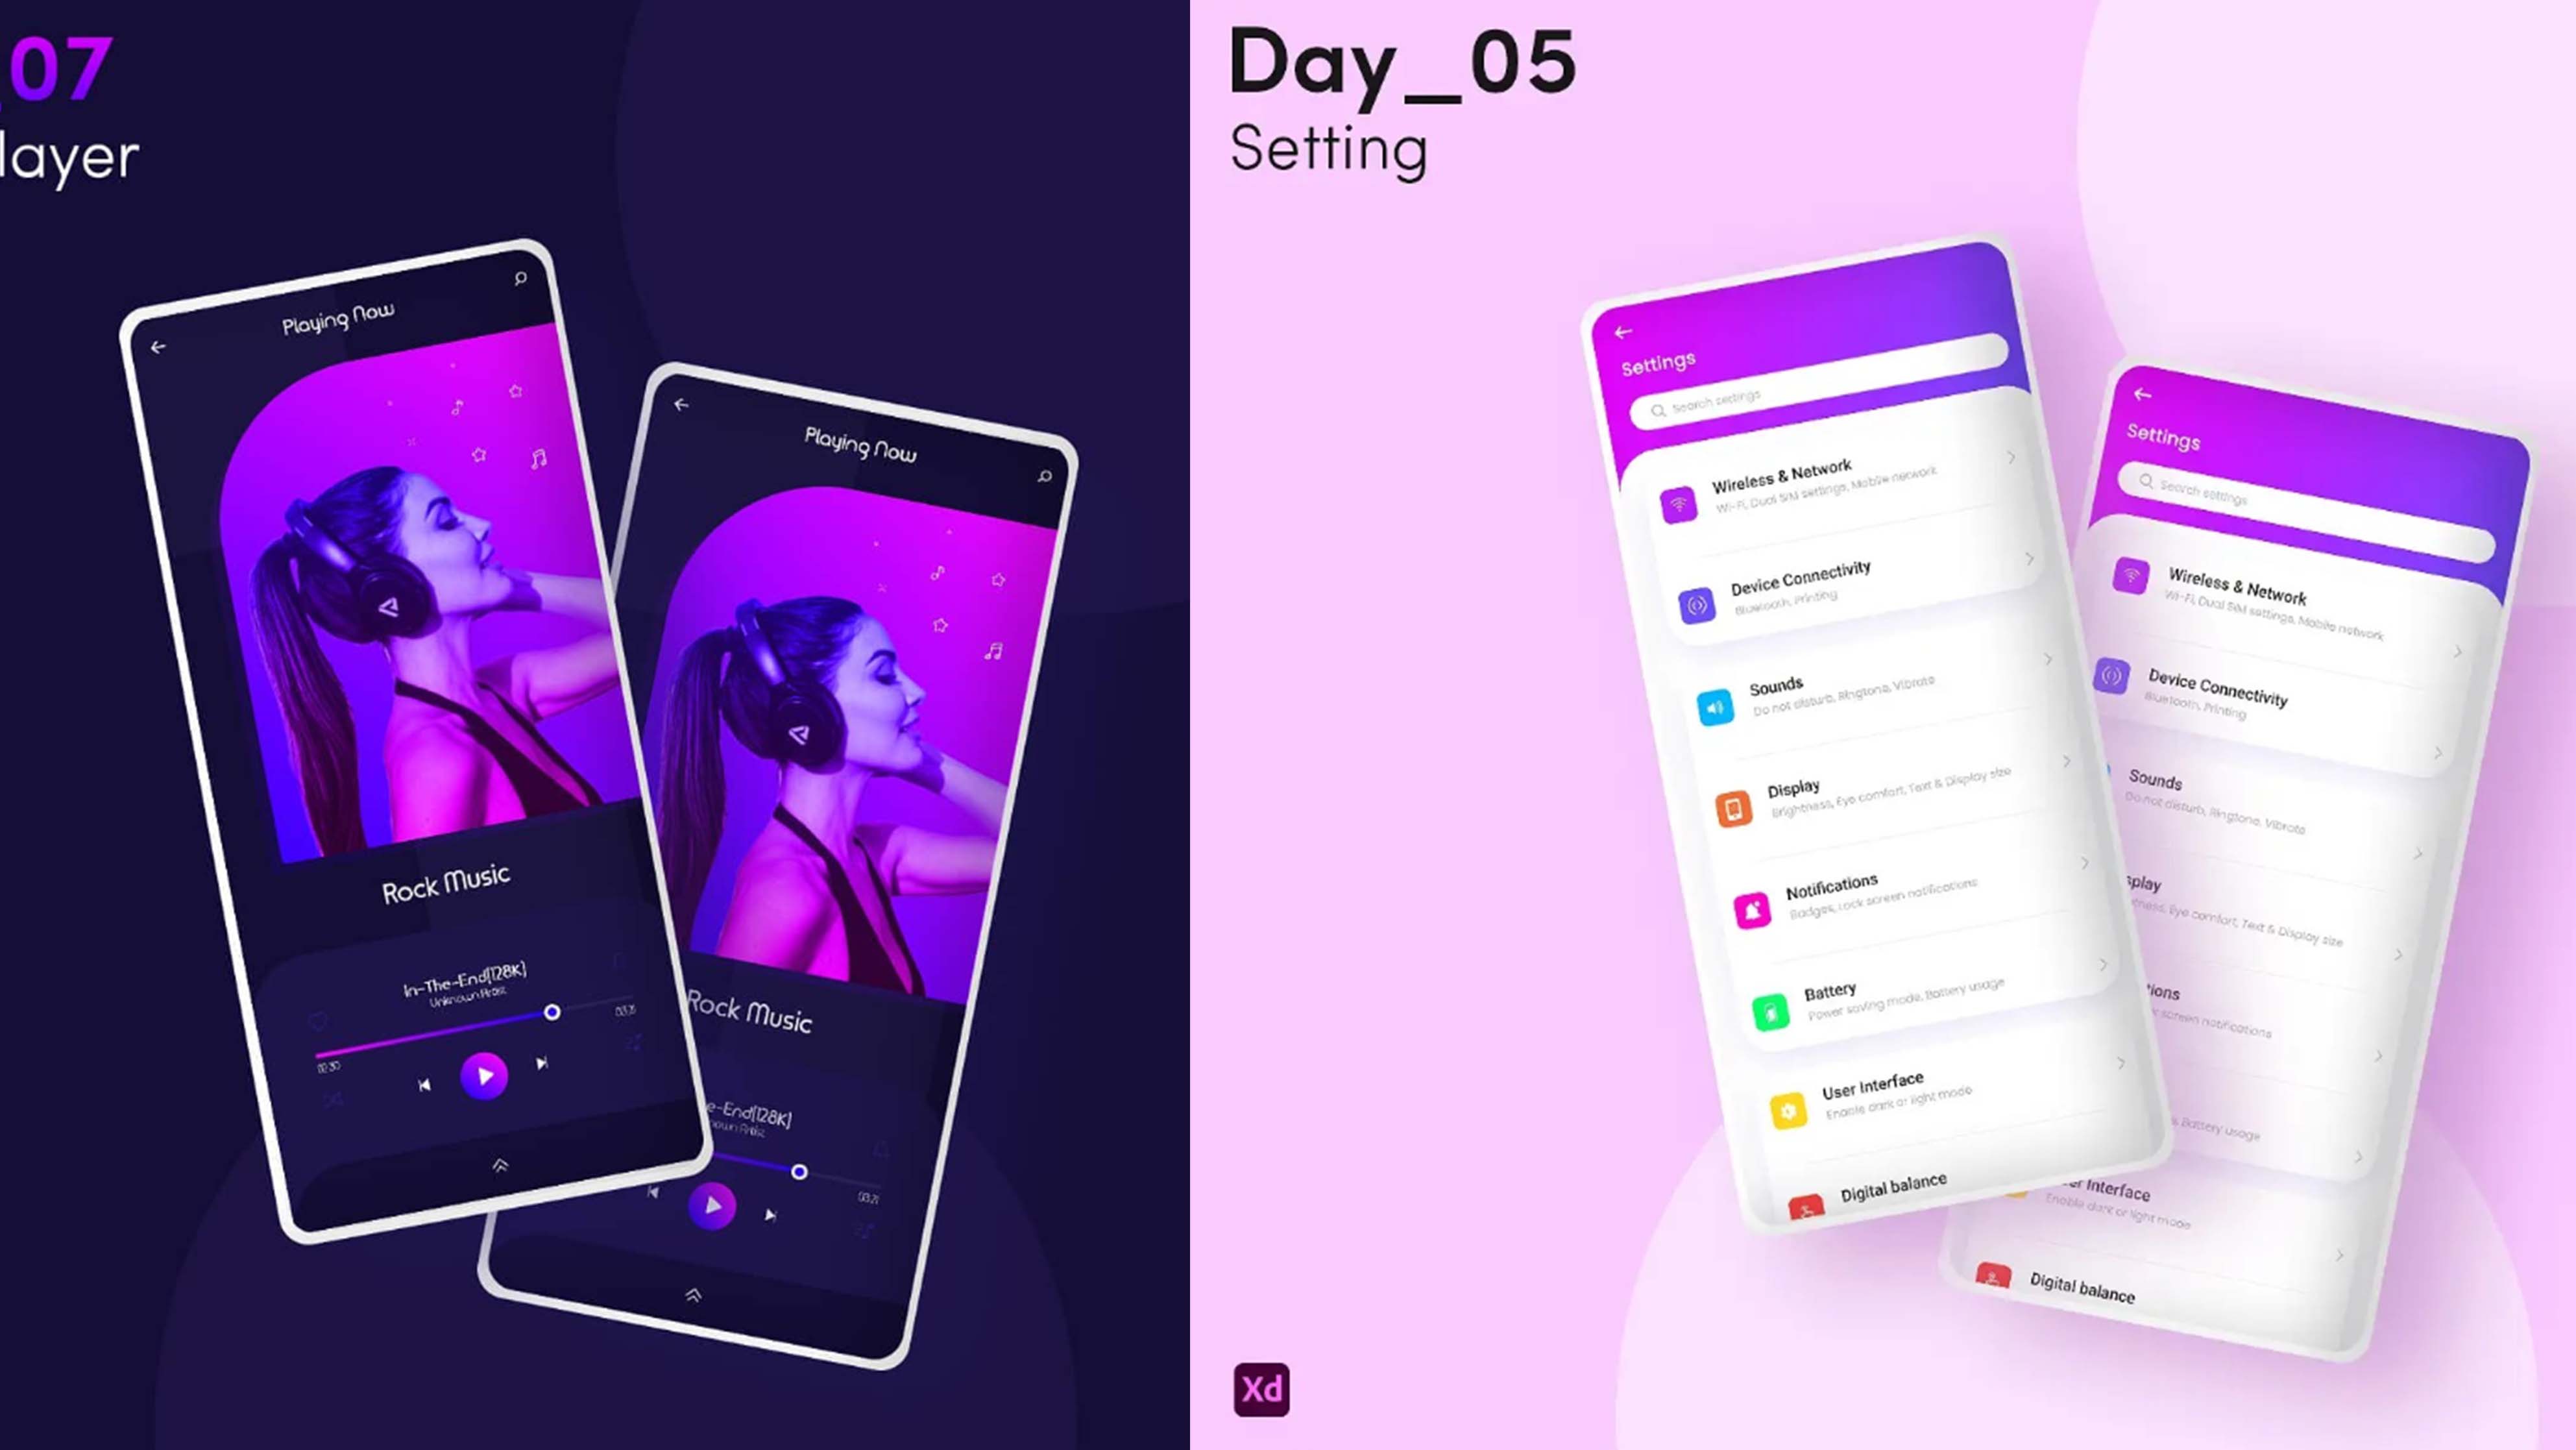 _07
layer
Playing Now
Rock Music
In-The-End(128K)
Unknown Artist
02:30
Playing Now
Rock Music
e-End(128K)
nown Artist
Day_05
Setting
Settings
Search settings
Wireless & Network
Wi-Fi, Dual SIM settings, Mobile network
Device Connectivity
Bluetooth, Printing
Sounds
Do not disturb, Ringtone, Vibrate
Display
Brightness, Eye comfort, Text & Display size
Notifications
Badges, Lock screen notifications
Battery
Power saving mode, Battery usage
User Interface
Enable dark or light mode
Digital balance
Settings
Search settings
Wireless & Network
Wi-Fi, Dual SIM settings, Mobile network
Device Connectivity
Bluetooth, Printing
Sounds
Do not disturb, Ringtone, Vibrate
splay
tness, Eye comfort, Text & Display size
tions
k screen notifications
s Battery usage
er Interface
Enable dark or light mode
Digital balance
Xd